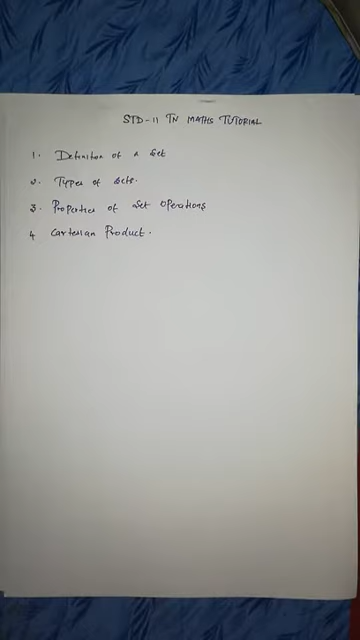 STD-11 TN MATHS TUTORIAL
1. Definition of a Set
2. Types of Sets.
3. Properties of Set Operations
4 Cartesian Product.